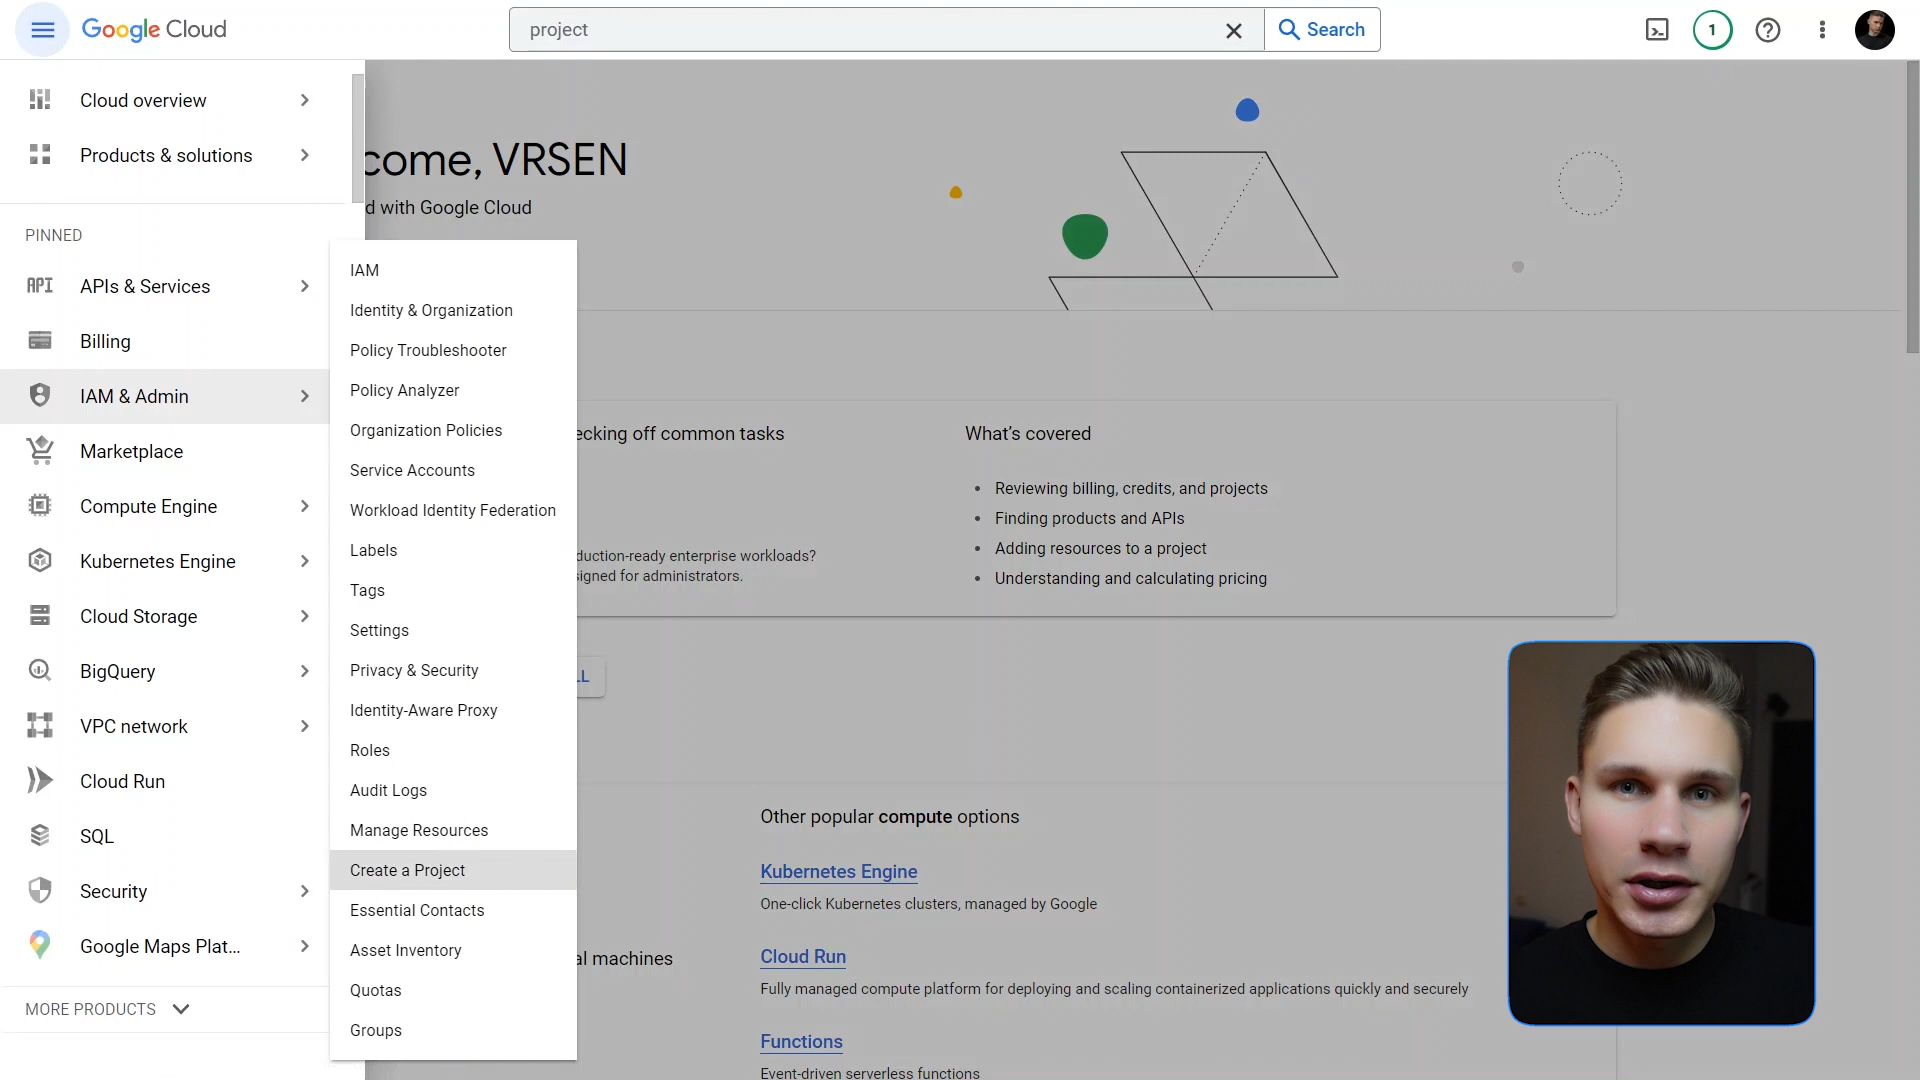 Google Cloud
project
Search
1
Cloud overview
Products & solutions
come, VRSEN
d with Google Cloud
PINNED
APIs & Services
Billing
IAM & Admin
Marketplace
Compute Engine
Kubernetes Engine
Cloud Storage
BigQuery
VPC network
Cloud Run
SQL
Security
Google Maps Plat...
MORE PRODUCTS
IAM
Identity & Organization
Policy Troubleshooter
Policy Analyzer
Organization Policies
Service Accounts
Workload Identity Federation
Labels
Tags
Settings
Privacy & Security
Identity-Aware Proxy
Roles
Audit Logs
Manage Resources
Create a Project
Essential Contacts
Asset Inventory
Quotas
Groups
ecking off common tasks
duction-ready enterprise workloads?
signed for administrators.
What's covered
Reviewing billing, credits, and projects
Finding products and APIs
Adding resources to a project
Understanding and calculating pricing
LL
al machines
Other popular compute options
Kubernetes Engine
One-click Kubernetes clusters, managed by Google
Cloud Run
Fully managed compute platform for deploying and scaling containerized applications quickly and securely
Functions
Event-driven serverless functions
API